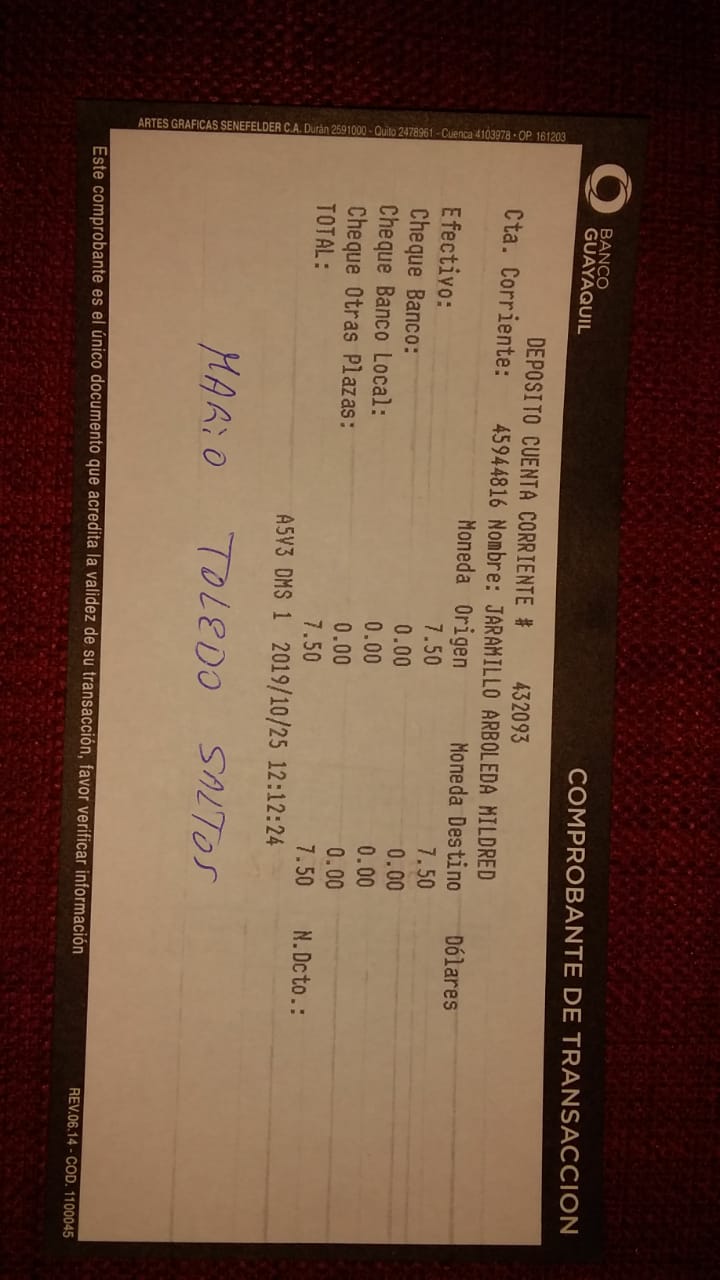 BANCO
GUAYAQUIL
COMPROBANTE DE TRANSACCION
DEPOSITO CUENTA CORRIENTE # 432093
Cta. Corriente: 45944816 Nombre: JARAMILLO ARBOLEDA MILDRED
Moneda Origen Moneda Destino Dólares
Efectivo: 7.50 7.50
Cheque Banco: 0.00 0.00
Cheque Banco Local: 0.00 0.00
Cheque Otras Plazas: 0.00 0.00
TOTAL: 7.50 7.50 N.Dcto.:
A5V3 DMS 1 2019/10/25 12:12:24
MARIO TOLEDO SALTOS
Este comprobante es el único documento que acredita la validez de su transacción, favor verificar información
REV.06.14 - COD. 1100045
ARTES GRAFICAS SENEFELDER C.A. Durán 2591000 - Quito 2478961 - Cuenca 4103978 • OP. 161203